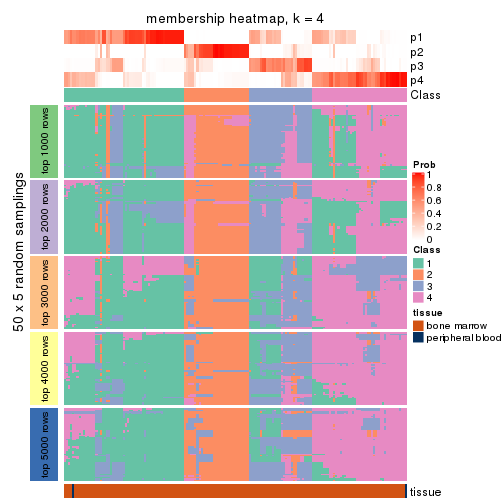 membership heatmap, k = 4
p1
p2
p3
p4
Class
50 x 5 random samplings
top 1000 rows
top 2000 rows
top 3000 rows
top 4000 rows
top 5000 rows
Prob
1
0.8
0.6
0.4
0.2
0
Class
1
2
3
4
tissue
bone marrow
peripheral blood
tissue